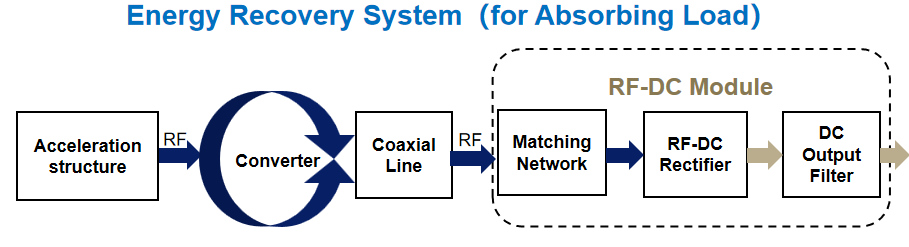 Energy Recovery System（for Absorbing Load）
RF-DC Module
Acceleration
structure
RF
Converter
Coaxial
Line
RF
Matching
Network
RF-DC
Rectifier
DC
Output
Filter